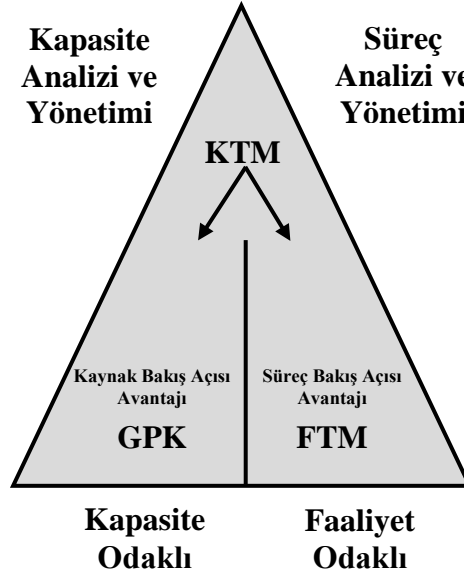 Kapasite
Analizi ve
Yönetimi
Süreç
Analizi ve
Yönetimi
KTM
Kaynak Bakış Açısı
Avantajı
GPK
Süreç Bakış Açısı
Avantajı
FTM
Kapasite
Odaklı
Faaliyet
Odaklı